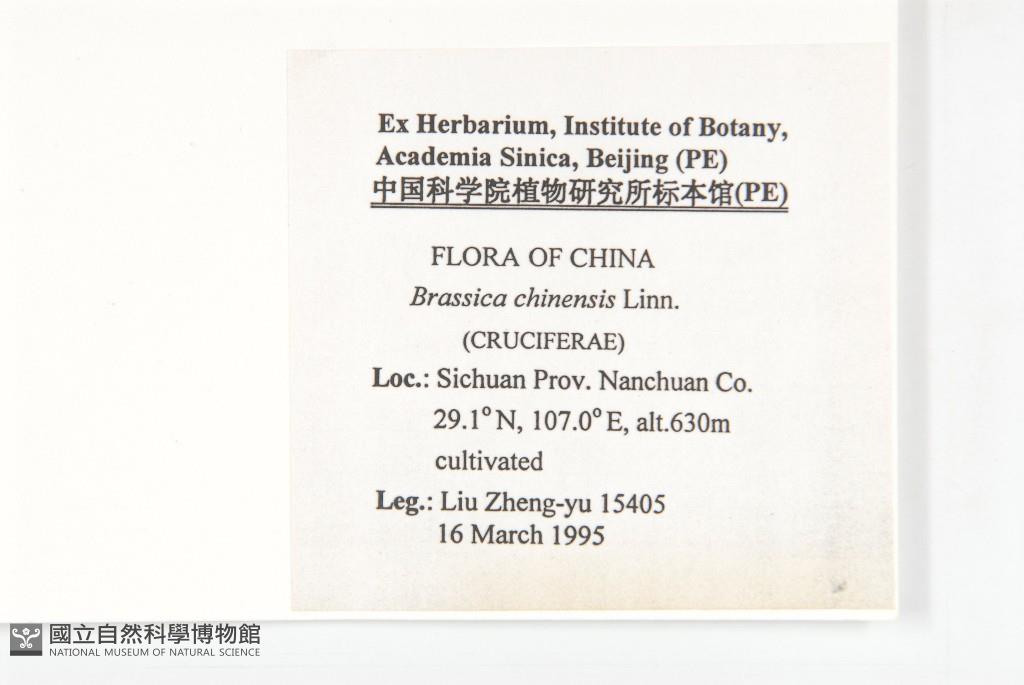 Ex Herbarium, Institute of Botany,
Academia Sinica, Beijing (PE)
中国科学院植物研究所标本馆(PE)
FLORA OF CHINA
Brassica chinensis Linn.
(CRUCIFERAE)
Loc.: Sichuan Prov. Nanchuan Co.
29.1° N, 107.0° E, alt.630m
cultivated
Leg.: Liu Zheng-yu 15405
16 March 1995
國立自然科學博物館
NATIONAL MUSEUM OF NATURAL SCIENCE